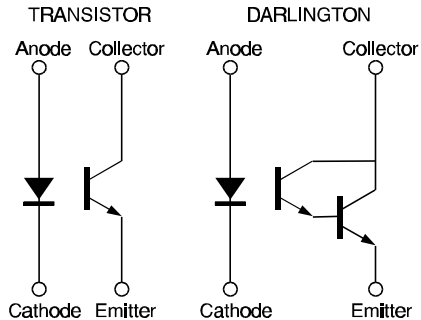 TRANSISTOR DARLINGTON
Anode Collector Anode Collector
Cathode Emitter Cathode Emitter